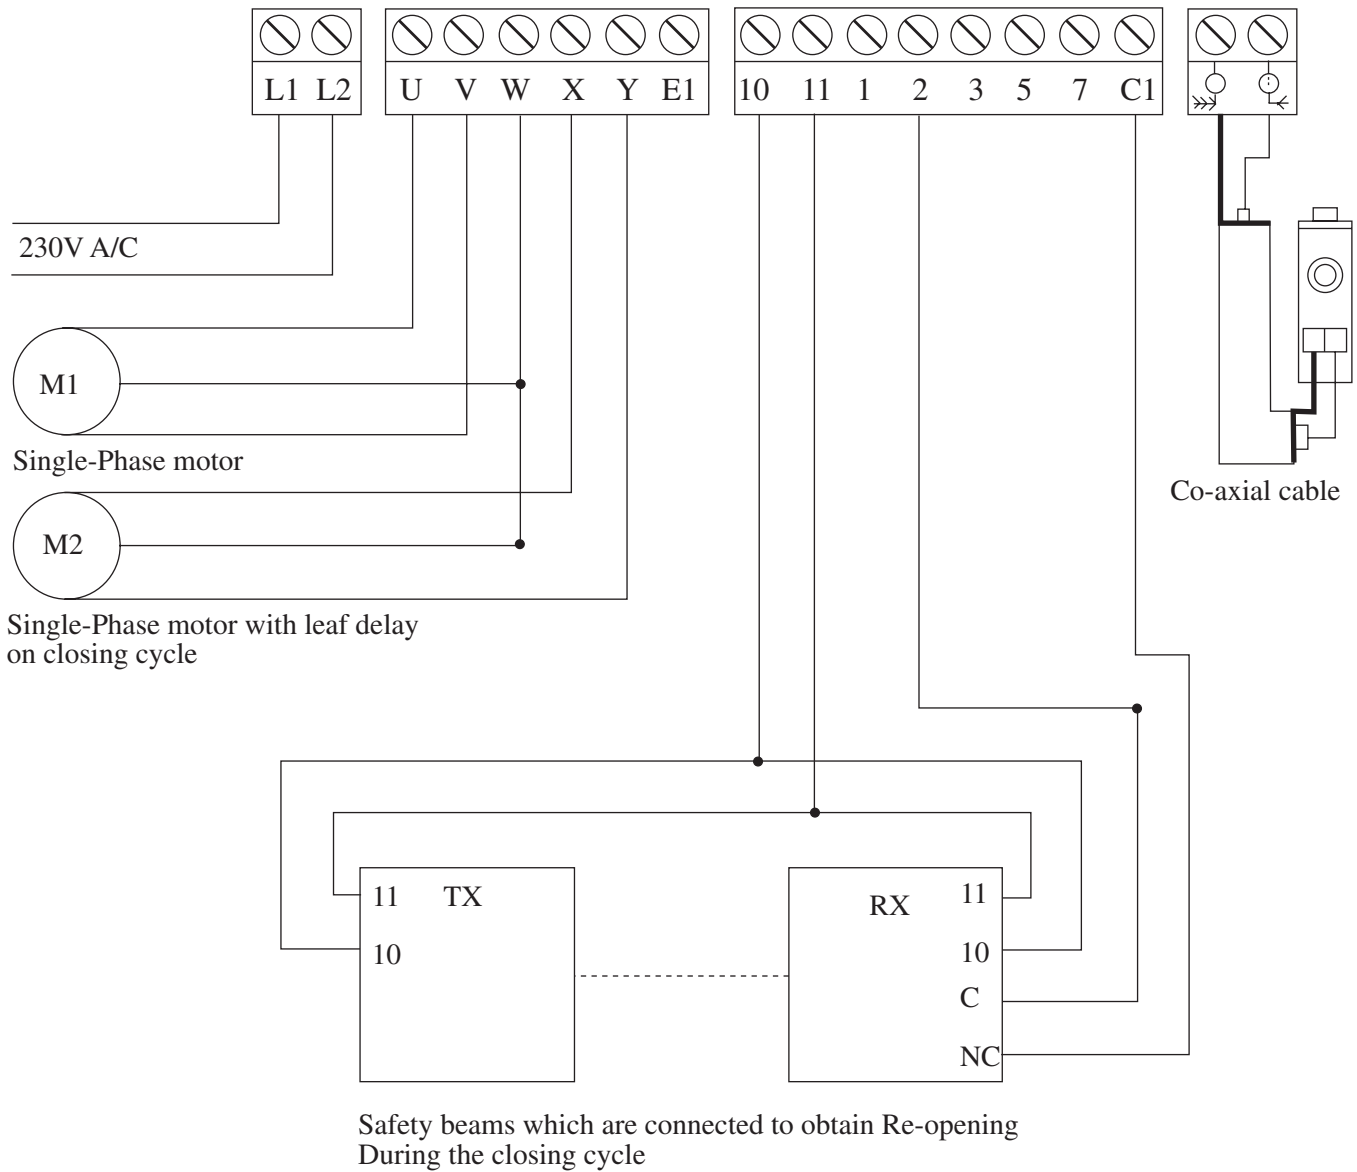 L1 L2 U V W X Y E1 10 11 1 2 3 5 7 C1
230V A/C
M1
Single-Phase motor
M2
Single-Phase motor with leaf delay
on closing cycle
Co-axial cable
11 TX
10
RX 11
10
C
NC
Safety beams which are connected to obtain Re-opening
During the closing cycle